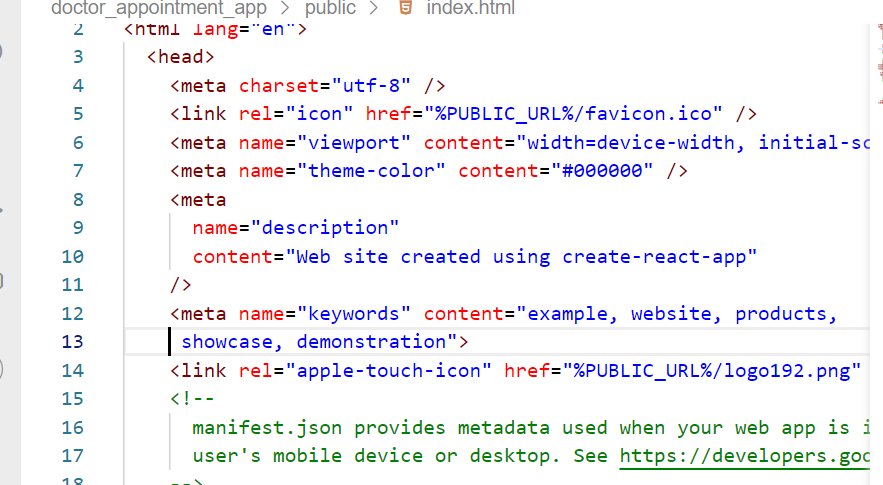 doctor_appointment_app > public > index.html
2 <html lang="en">
3 <head>
4 <meta charset="utf-8" />
5 <link rel="icon" href="%PUBLIC_URL%/favicon.ico" />
6 <meta name="viewport" content="width=device-width, initial-sc
7 <meta name="theme-color" content="#000000" />
8 <meta
9 name="description"
10 content="Web site created using create-react-app"
11 />
12 <meta name="keywords" content="example, website, products,
13 showcase, demonstration">
14 <link rel="apple-touch-icon" href="%PUBLIC_URL%/logo192.png"
15 <!--
16 manifest.json provides metadata used when your web app is i
17 user's mobile device or desktop. See https://developers.goo
18 -->